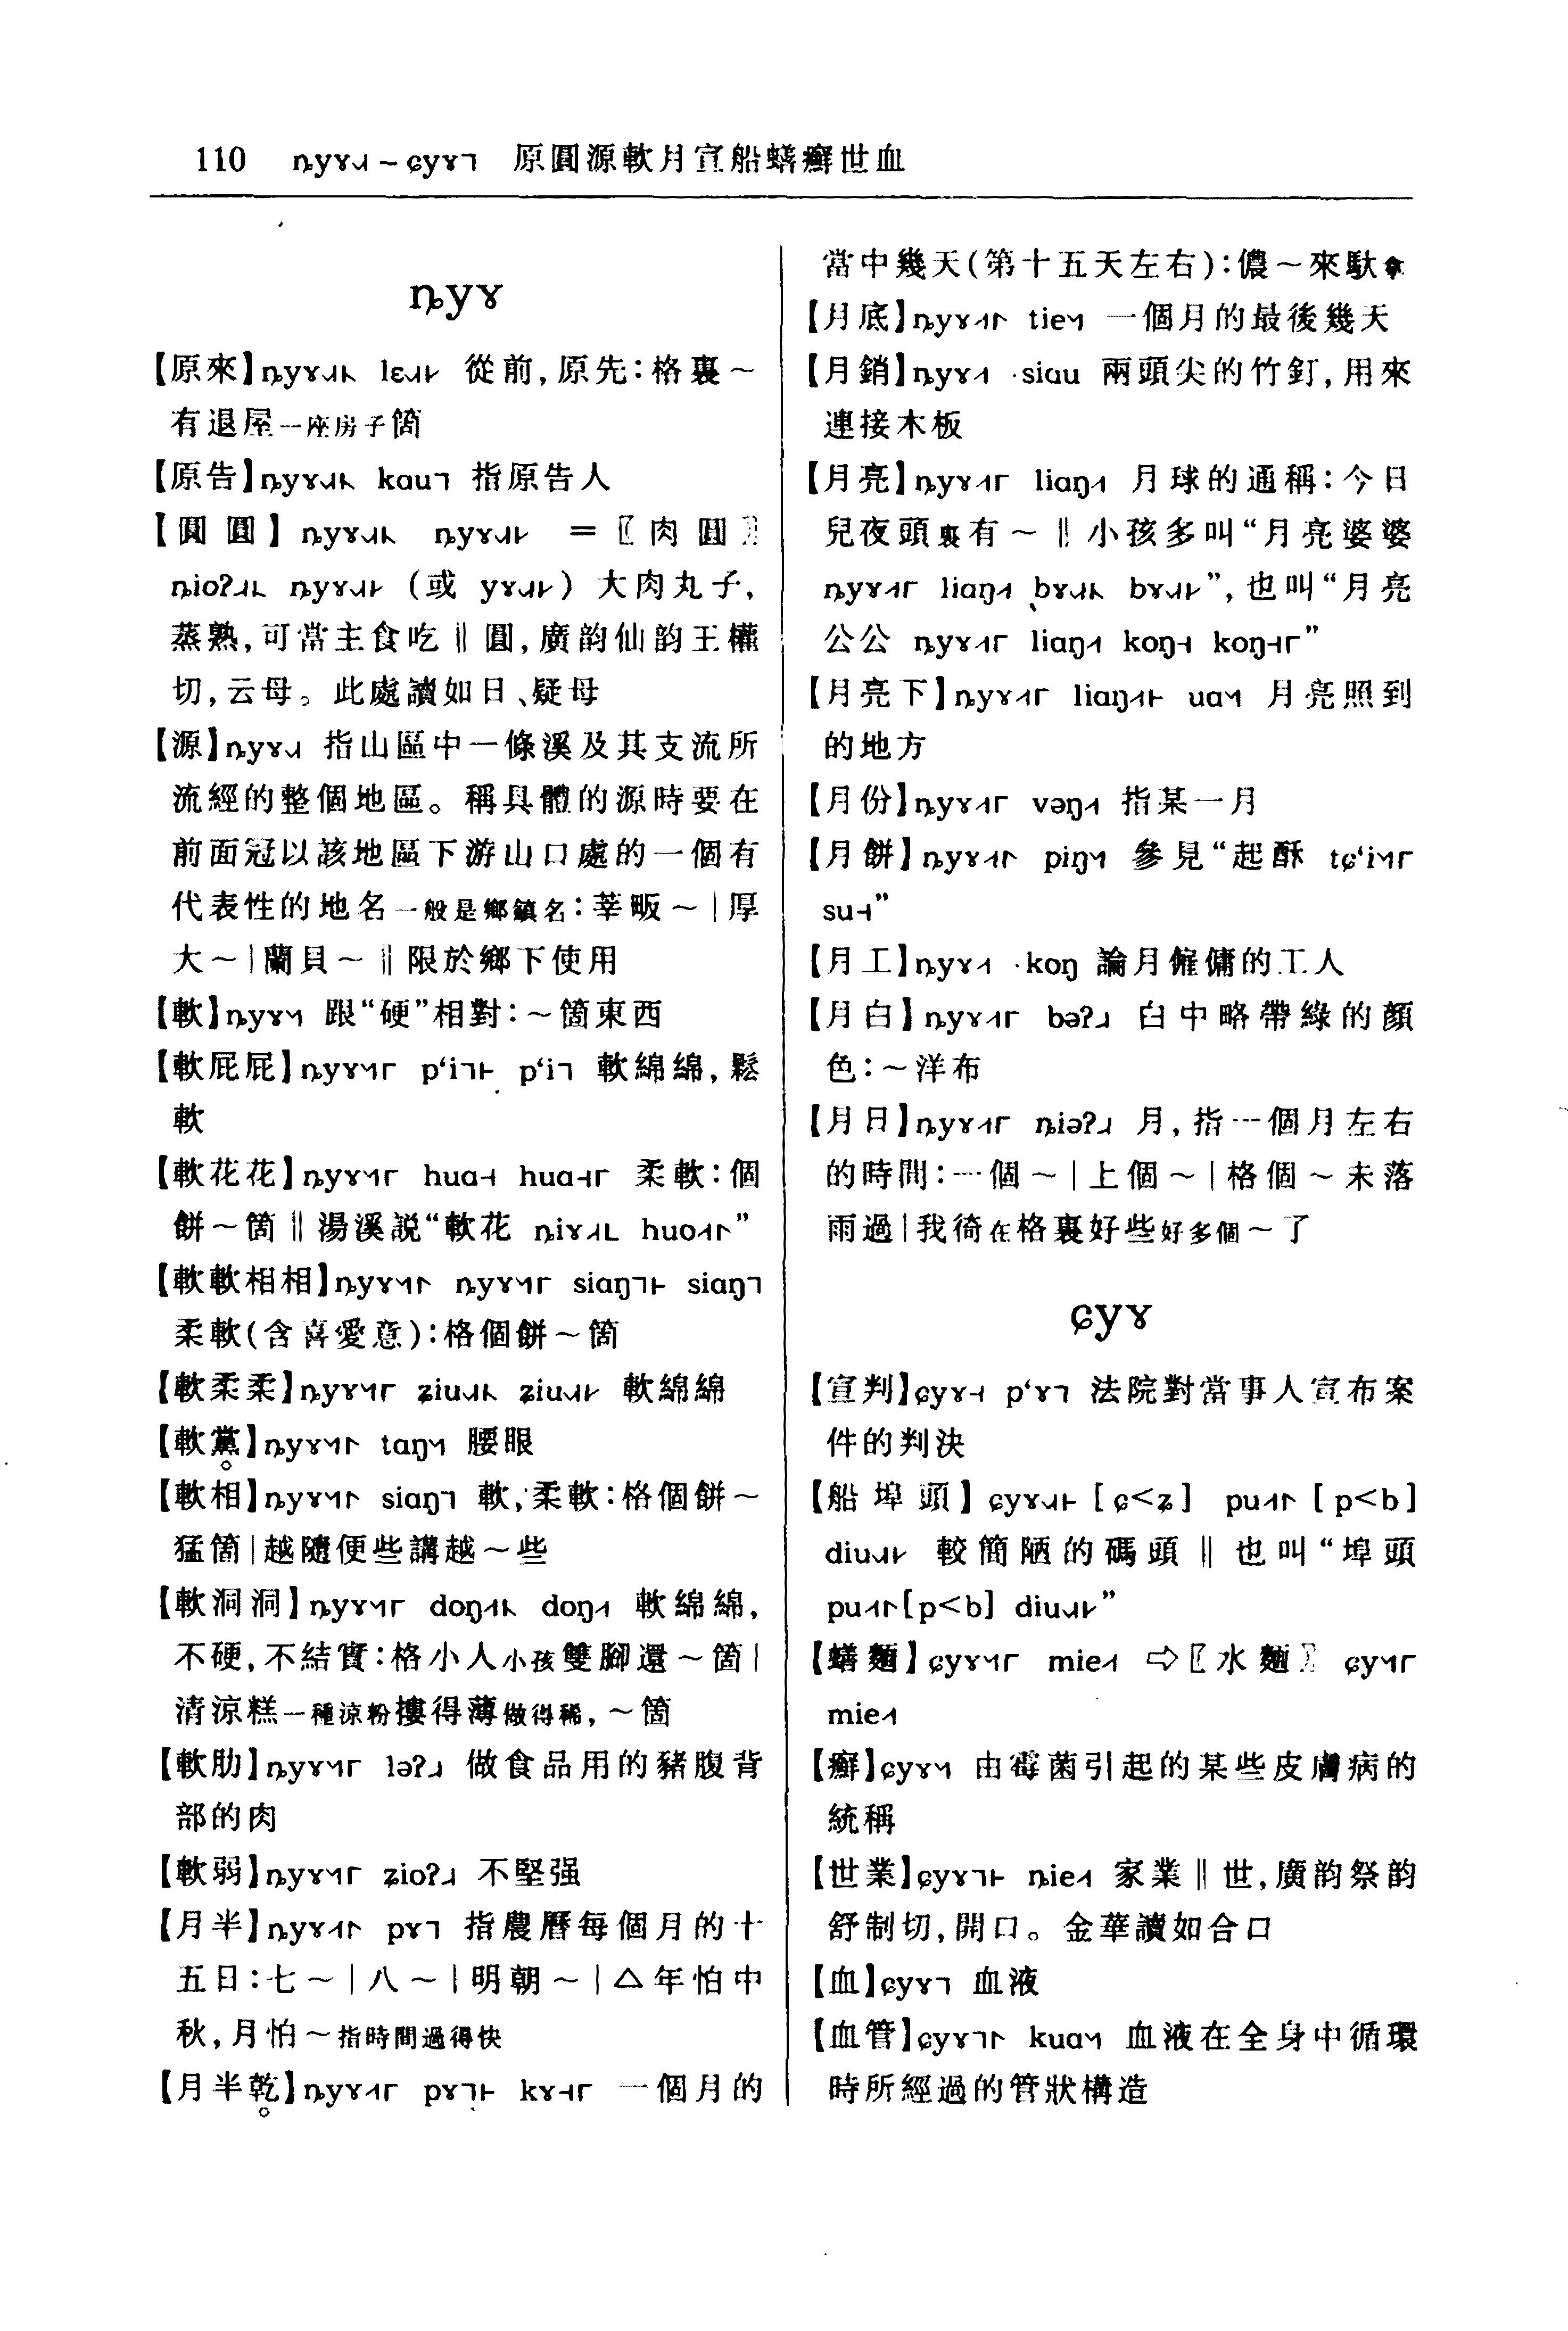 110 ȵyɤ˧˩˧～ɕyɤ˥ 原圓源軟月宣船蟮癬世血
ȵyɤ
【原來】ȵyɤ˧˩˧꜔꜖ lɛ˧˩˧꜖꜓ 從前，原先：格裏～
有退屋一座房子箇
【原告】ȵyɤ˧˩˧꜔꜖ kau˥ 指原告人
【圓圓】ȵyɤ˧˩˧꜔꜖ ȵyɤ˧˩˧꜖꜓ ＝〖肉圓〗
ȵioʔ˨˩˨꜖ ȵyɤ˧˩˧꜖꜓（或 yɤ˧˩˧꜖꜓）大肉丸子，
蒸熟，可當主食吃‖圓，廣韵仙韵王權
切，云母。此處讀如日、疑母
【源】ȵyɤ˧˩˧ 指山區中一條溪及其支流所
流經的整個地區。稱具體的源時要在
前面冠以該地區下游山口處的一個有
代表性的地名一般是鄉鎮名：莘畈～|厚
大～|蘭貝～‖限於鄉下使用
【軟】ȵyɤ˥˧˥ 跟“硬”相對：～箇東西
【軟屁屁】ȵyɤ˥˧˥꜒ pʻi˥꜔ pʻi˥ 軟綿綿，鬆
軟
【軟花花】ȵyɤ˥˧˥꜒ hua˧˧˦ hua˧˧˦꜒ 柔軟：個
餅～箇‖湯溪説“軟花 ȵiɤ˩˩˧꜖ huo˨˦꜒꜓”
【軟軟相相】ȵyɤ˥˧˥꜒꜓ ȵyɤ˥˧˥꜒ siaŋ˥꜔ siaŋ˥
柔軟（含喜愛意）：格個餅～箇
【軟柔柔】ȵyɤ˥˧˥꜒ ʑiu˧˩˧꜔꜖ ʑiu˧˩˧꜖꜓ 軟綿綿
【軟黨】ȵyɤ˥˧˥꜒꜓ taŋ˥˧˥ 腰眼
【軟相】ȵyɤ˥˧˥꜒꜓ siaŋ˥ 軟，柔軟：格個餅～
猛箇|越隨便些講越～些
【軟洞洞】ȵyɤ˥˧˥꜒ doŋ˩˦꜔꜖ doŋ˩˦ 軟綿綿，
不硬，不結實：格小人小孩雙腳還～箇|
清涼糕一種涼粉摟得薄做得稀，～箇
【軟肋】ȵyɤ˥˧˥꜒ ləʔ˨˩˨ 做食品用的豬腹背
部的肉
【軟弱】ȵyɤ˥˧˥꜒ ʑioʔ˨˩˨ 不堅强
【月半】ȵyɤ˩˦꜒꜓ pɤ˥ 指農曆每個月的十
五日：七～|八～|明朝～|△年怕中
秋，月怕～指時間過得快
【月半乾】ȵyɤ˩˦꜒ pɤ˥꜔ kɤ˧˧˦꜒ 一個月的
當中幾天（第十五天左右）：儂～來馱拿
【月底】ȵyɤ˩˦꜒꜓ tie˥˧˥ 一個月的最後幾天
【月銷】ȵyɤ˩˦ ·siau 兩頭尖的竹釘，用來
連接木板
【月亮】ȵyɤ˩˦꜒ liaŋ˩˦ 月球的通稱：今日
兒夜頭裏有～‖小孩多叫“月亮婆婆
ȵyɤ˩˦꜒ liaŋ˩˦ bɤ˧˩˧꜔꜖ bɤ˧˩˧꜖꜓”，也叫“月亮
公公 ȵyɤ˩˦꜒ liaŋ˩˦ koŋ˧˧˦ koŋ˧˧˦꜒”
【月亮下】ȵyɤ˩˦꜒ liaŋ˩˦꜔ ua˥˧˥ 月亮照到
的地方
【月份】ȵyɤ˩˦꜒ vəŋ˩˦ 指某一月
【月餅】ȵyɤ˩˦꜒꜓ piŋ˥˧˥ 參見“起酥 tɕʻi˥˧˥꜒
su˧˧˦”
【月工】ȵyɤ˩˦ ·koŋ 論月僱傭的工人
【月白】ȵyɤ˩˦꜒ bəʔ˨˩˨ 白中略帶綠的顏
色：～洋布
【月日】ȵyɤ˩˦꜒ ȵiəʔ˨˩˨ 月，指一個月左右
的時間：一個～|上個～|格個～未落
雨過|我徛在格裏好些好多個～了
ɕyɤ
【宣判】ɕyɤ˧˧˦ pʻɤ˥ 法院對當事人宣布案
件的判決
【船埠頭】ɕyɤ˧˩˧꜔［ɕ<ʑ］ pu˩˦꜒꜓［p<b］
diu˧˩˧꜖꜓ 較簡陋的碼頭‖也叫“埠頭
pu˩˦꜒꜓［p<b］ diu˧˩˧꜖꜓”
【蟮麵】ɕyɤ˥˧˥꜒ mie˩˦ ⇨〖水麵〗 ɕy˥˧˥꜒
mie˩˦
【癬】ɕyɤ˥˧˥ 由霉菌引起的某些皮膚病的
統稱
【世業】ɕyɤ˥꜔ ȵie˩˦ 家業‖世，廣韵祭韵
舒制切，開口。金華讀如合口
【血】ɕyɤ˥ 血液
【血管】ɕyɤ˥꜒꜓ kua˥˧˥ 血液在全身中循環
時所經過的管狀構造